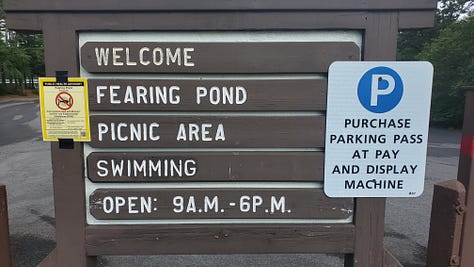 WELCOME
FEARING POND
PICNIC AREA
SWIMMING
OPEN: 9A.M.-6P.M.
P
PURCHASE
PARKING PASS
AT PAY
AND DISPLAY
MACHINE